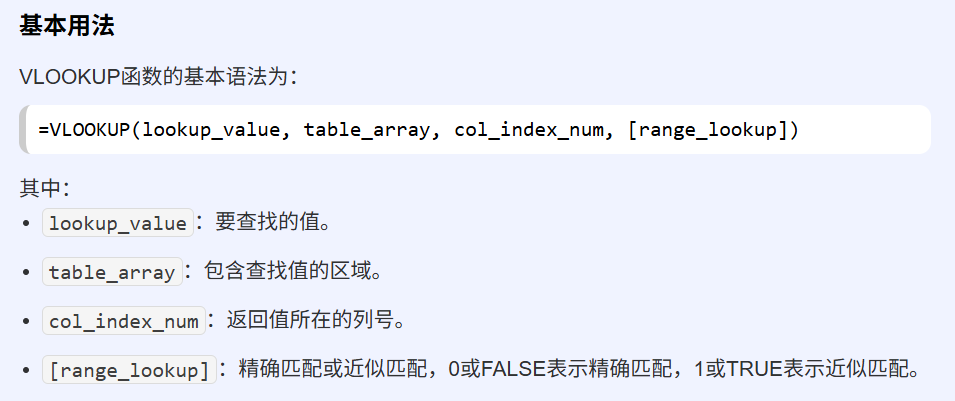 基本用法
VLOOKUP函数的基本语法为：
=VLOOKUP(lookup_value, table_array, col_index_num, [range_lookup])
其中：
• lookup_value：要查找的值。
• table_array：包含查找值的区域。
• col_index_num：返回值所在的列号。
• [range_lookup]：精确匹配或近似匹配，0或FALSE表示精确匹配，1或TRUE表示近似匹配。